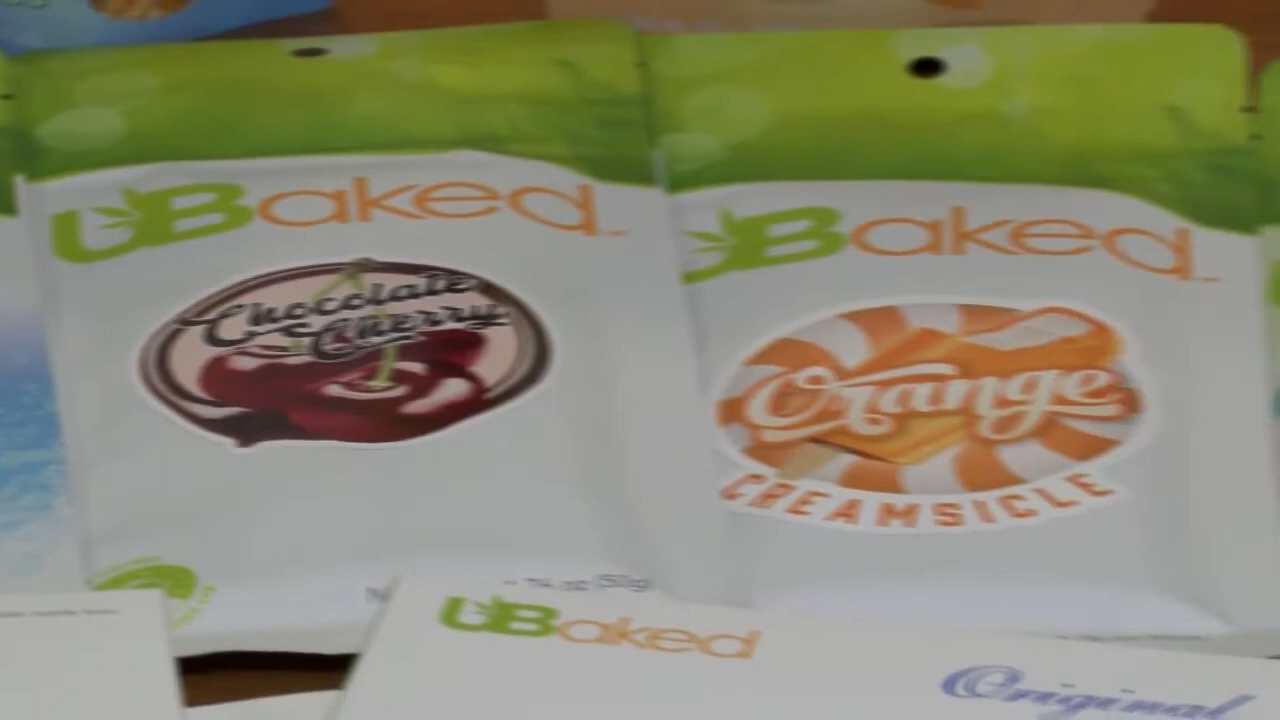 UBaked
Chocolate
Cherry
UBaked
Orange
CREAMSICLE
UBaked
Original